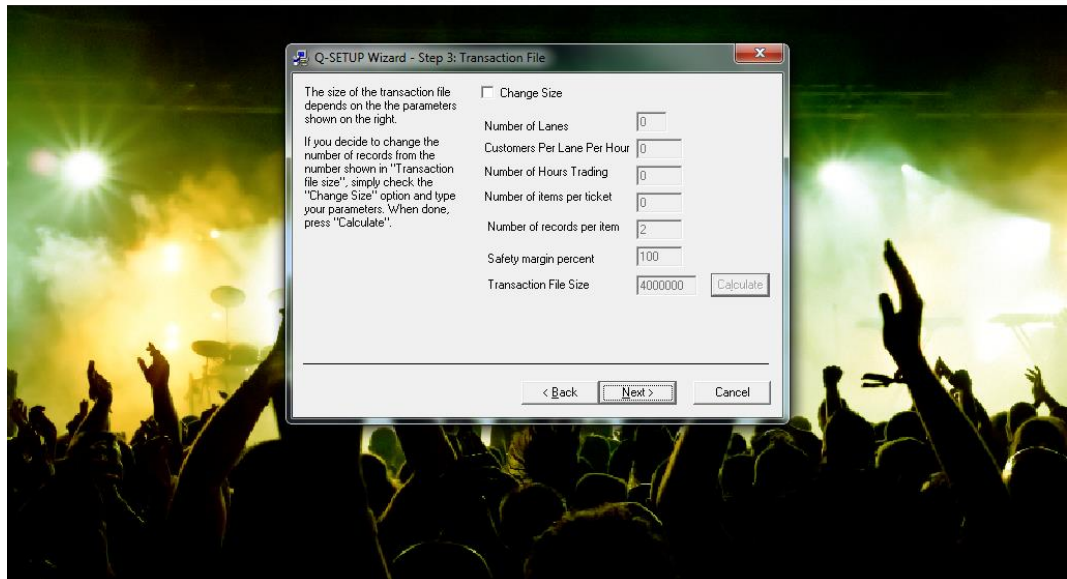 Q-SETUP Wizard - Step 3: Transaction File
The size of the transaction file
depends on the the parameters
shown on the right.
If you decide to change the
number of records from the
number shown in "Transaction
file size", simply check the
"Change Size" option and type
your parameters. When done,
press "Calculate".
Change Size
Number of Lanes 0
Customers Per Lane Per Hour 0
Number of Hours Trading 0
Number of items per ticket 0
Number of records per item 2
Safety margin percent 100
Transaction File Size 4000000 Calculate
< Back Next > Cancel